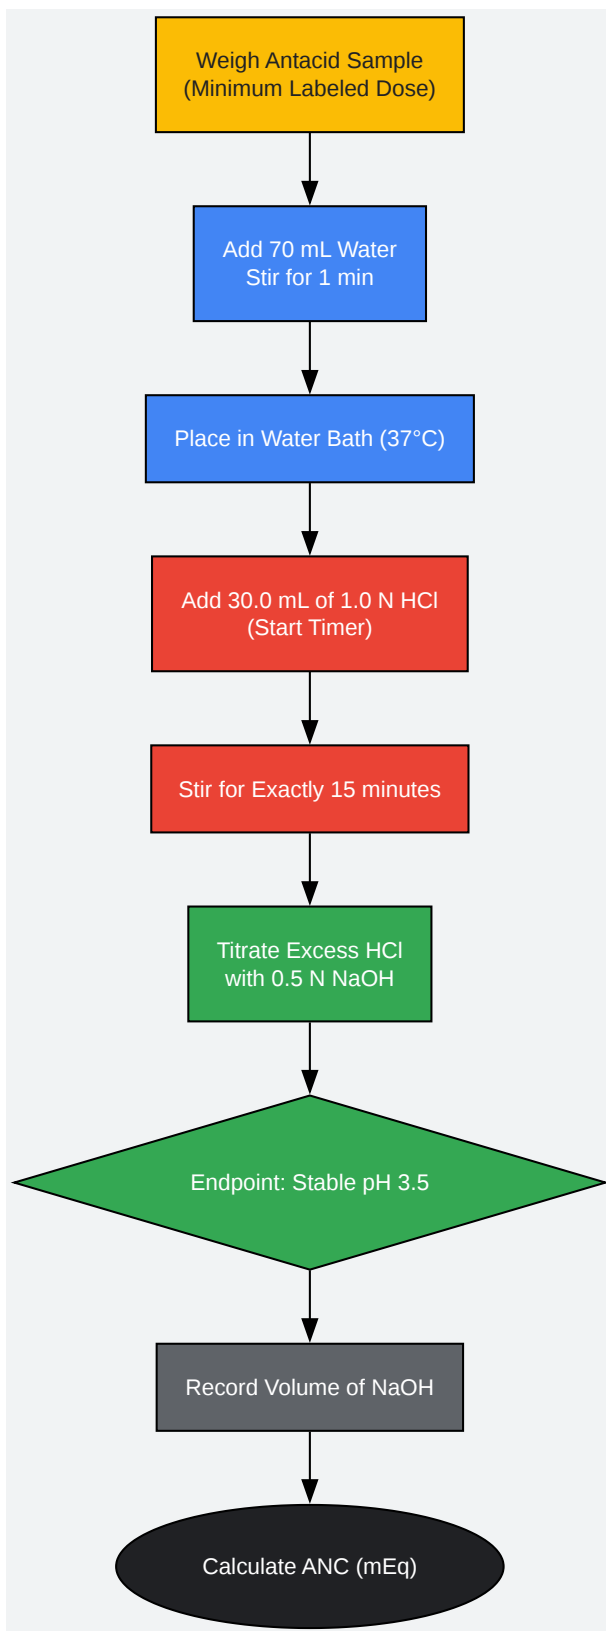 Weigh Antacid Sample
(Minimum Labeled Dose)
Add 70 mL Water
Stir for 1 min
Place in Water Bath (37°C)
Add 30.0 mL of 1.0 N HCl
(Start Timer)
Stir for Exactly 15 minutes
Titrate Excess HCl
with 0.5 N NaOH
Endpoint: Stable pH 3.5
Record Volume of NaOH
Calculate ANC (mEq)